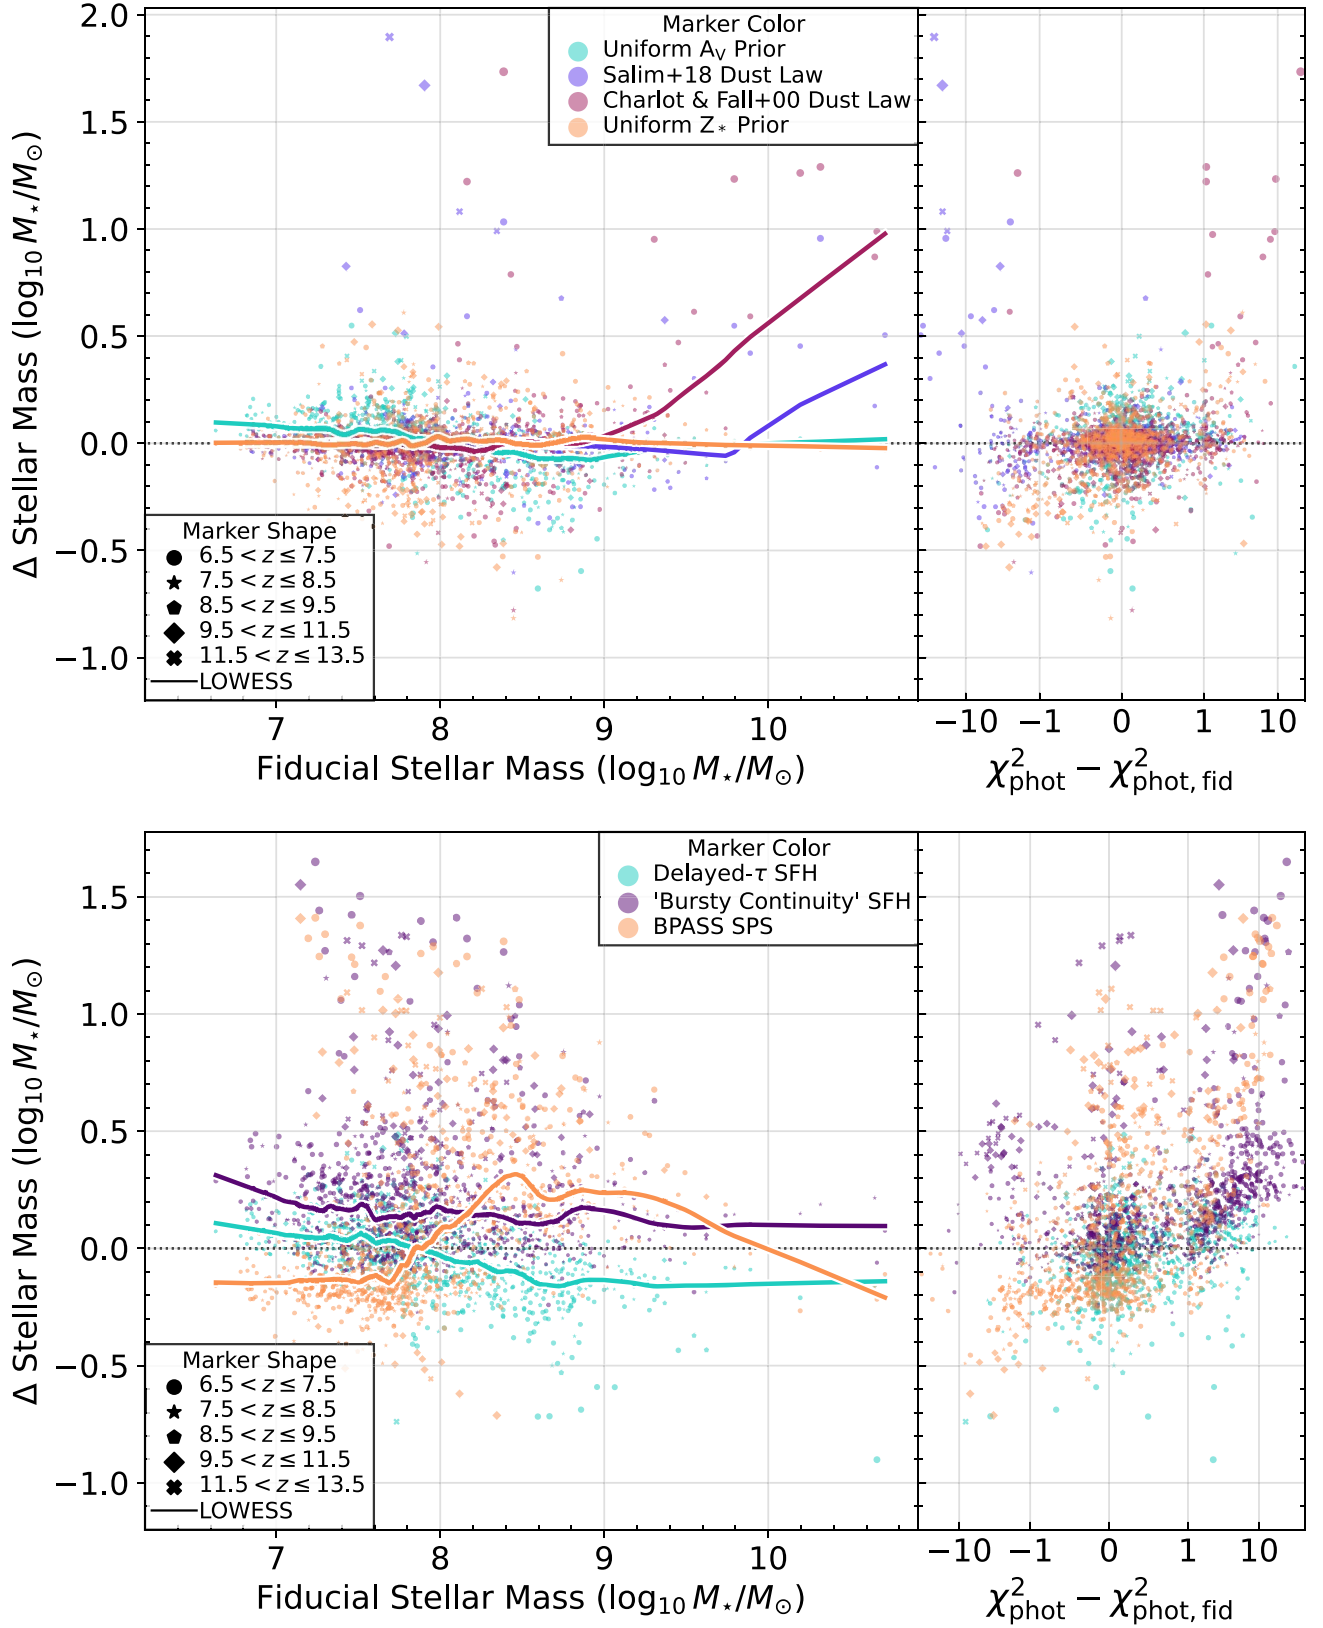 Marker Color
Uniform A_V Prior
Salim+18 Dust Law
Charlot & Fall+00 Dust Law
Uniform Z_* Prior
2.0
1.5
1.0
0.5
0.0
−0.5
−1.0
Δ Stellar Mass (log₁₀ M⋆/M⊙)
Marker Shape
6.5 < z ≤ 7.5
7.5 < z ≤ 8.5
8.5 < z ≤ 9.5
9.5 < z ≤ 11.5
11.5 < z ≤ 13.5
LOWESS
7 8 9 10
Fiducial Stellar Mass (log₁₀ M⋆/M⊙)
−10 −1 0 1 10
χ²_phot − χ²_phot, fid
Marker Color
Delayed-τ SFH
'Bursty Continuity' SFH
BPASS SPS
1.5
1.0
0.5
0.0
−0.5
−1.0
Δ Stellar Mass (log₁₀ M⋆/M⊙)
Marker Shape
6.5 < z ≤ 7.5
7.5 < z ≤ 8.5
8.5 < z ≤ 9.5
9.5 < z ≤ 11.5
11.5 < z ≤ 13.5
LOWESS
7 8 9 10
Fiducial Stellar Mass (log₁₀ M⋆/M⊙)
−10 −1 0 1 10
χ²_phot − χ²_phot, fid